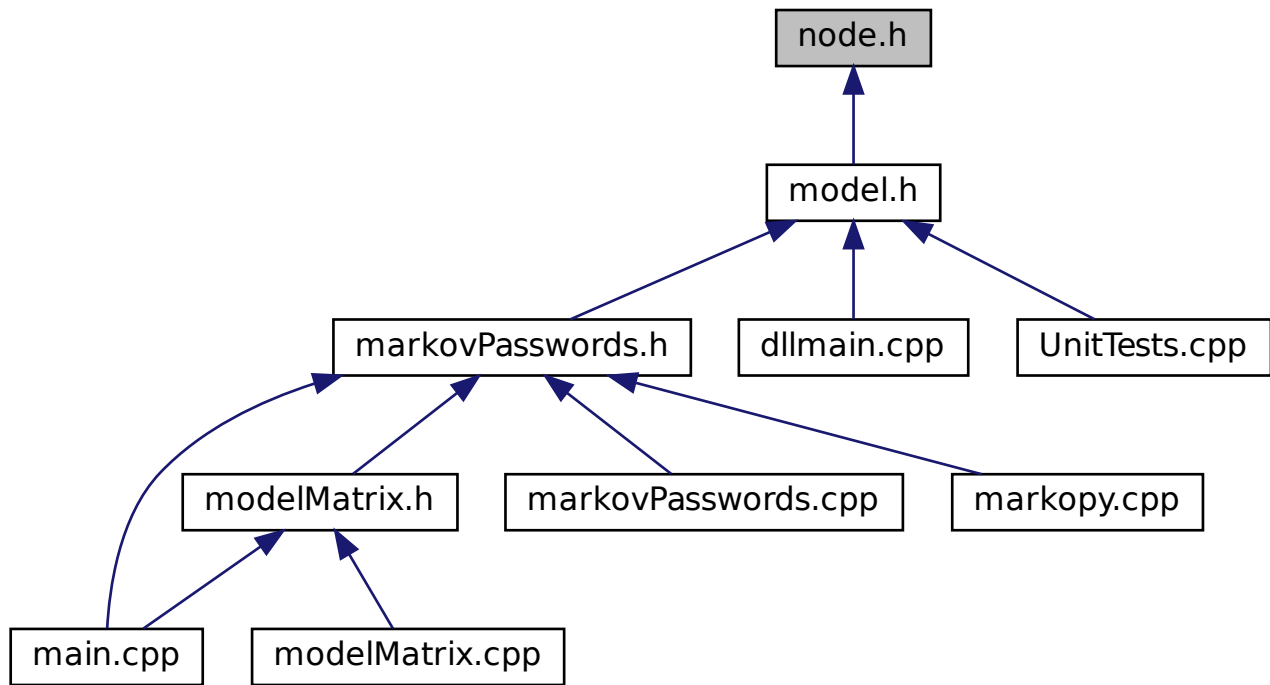 node.h
model.h
markovPasswords.h
dllmain.cpp
UnitTests.cpp
modelMatrix.h
markovPasswords.cpp
markopy.cpp
main.cpp
modelMatrix.cpp